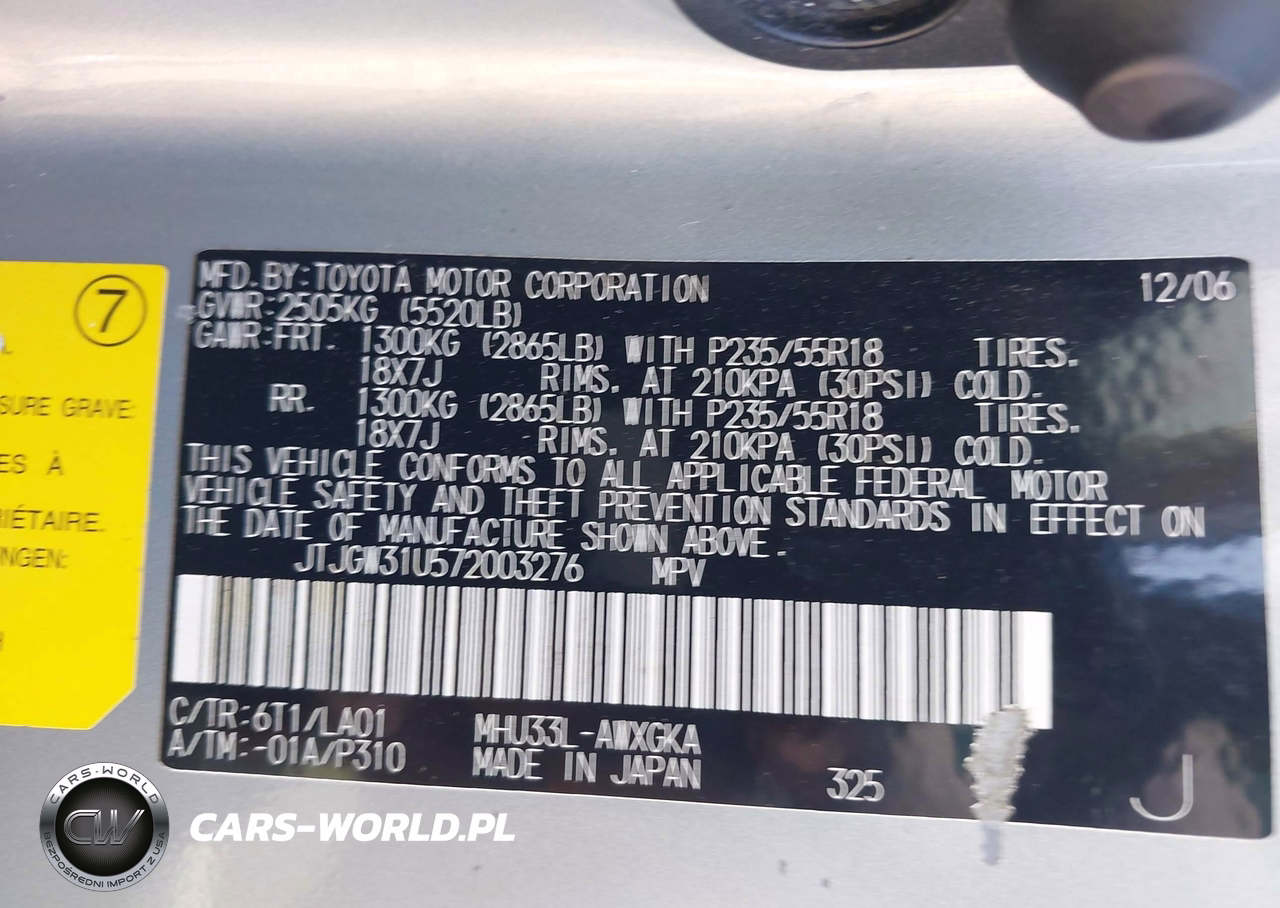 7
MFD. BY: TOYOTA MOTOR CORPORATION 12/06
GVWR: 2505KG (5520LB)
GAWR: FRT. 1300KG (2865LB) WITH P235/55R18 TIRES.
18X7J RIMS. AT 210KPA (30PSI) COLD.
RR. 1300KG (2865LB) WITH P235/55R18 TIRES.
18X7J RIMS. AT 210KPA (30PSI) COLD.
THIS VEHICLE CONFORMS TO ALL APPLICABLE FEDERAL MOTOR
VEHICLE SAFETY AND THEFT PREVENTION STANDARDS IN EFFECT ON
THE DATE OF MANUFACTURE SHOWN ABOVE.
JTJGW31U572003276 MPV
C/TR: 6T1/LA01 MHU33L-AWXGKA
A/TM: -01A/P310 MADE IN JAPAN 325 J
SURE GRAVE
ES À
RIÉTAIRE.
NGEN:
CARS-WORLD
CW
BEZPOŚREDNI IMPORT Z USA
CARS-WORLD.PL